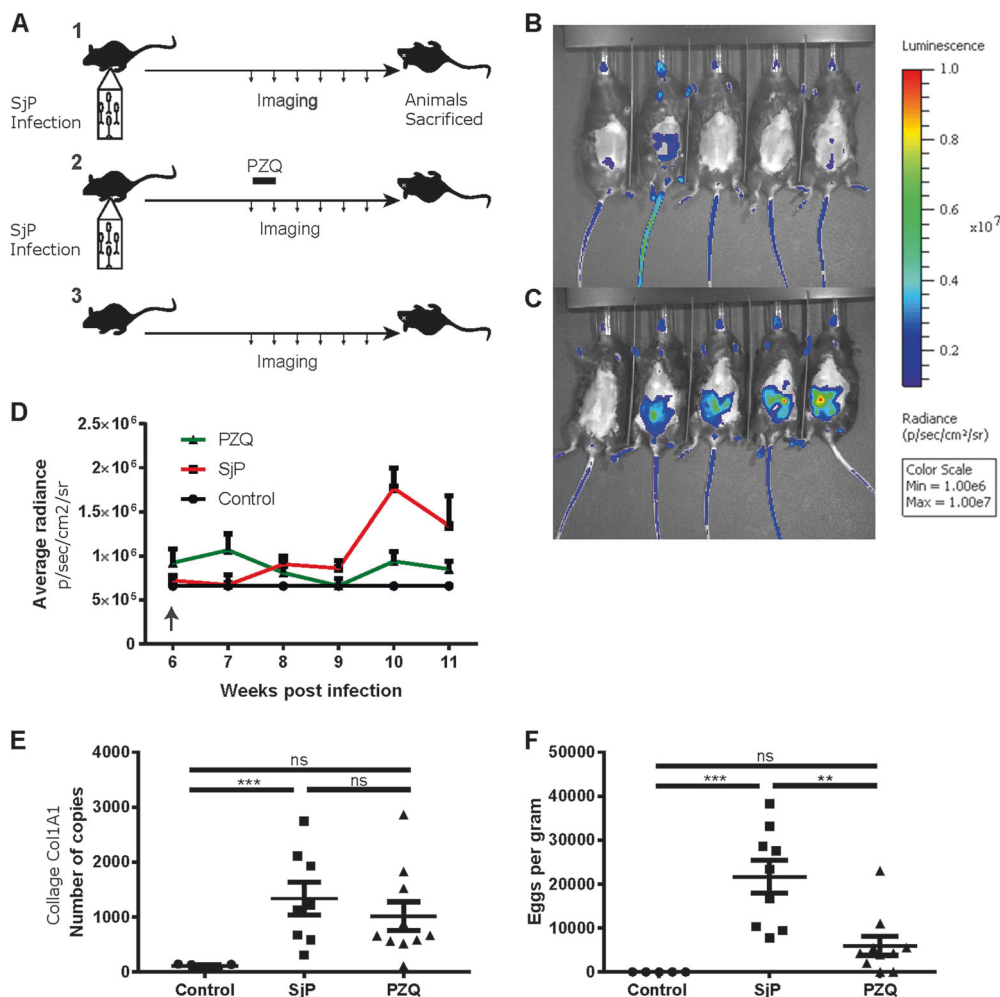 A
1
SjP
Infection
Imaging
Animals
Sacrificed
2
PZQ
SjP
Infection
Imaging
3
Imaging
B
C
Luminescence
1.0
0.8
0.6
x10⁷
0.4
0.2
Radiance
(p/sec/cm²/sr)
Color Scale
Min = 1.00e6
Max = 1.00e7
D
Average radiance
p/sec/cm2/sr
2.5×10⁶
2×10⁶
1.5×10⁶
1×10⁶
5×10⁵
0
PZQ
SjP
Control
6 7 8 9 10 11
Weeks post infection
E
Collage Col1A1
Number of copies
4000
3000
2000
1000
0
ns
*** ns
Control SjP PZQ
F
Eggs per gram
50000
40000
30000
20000
10000
0
ns
*** **
Control SjP PZQ